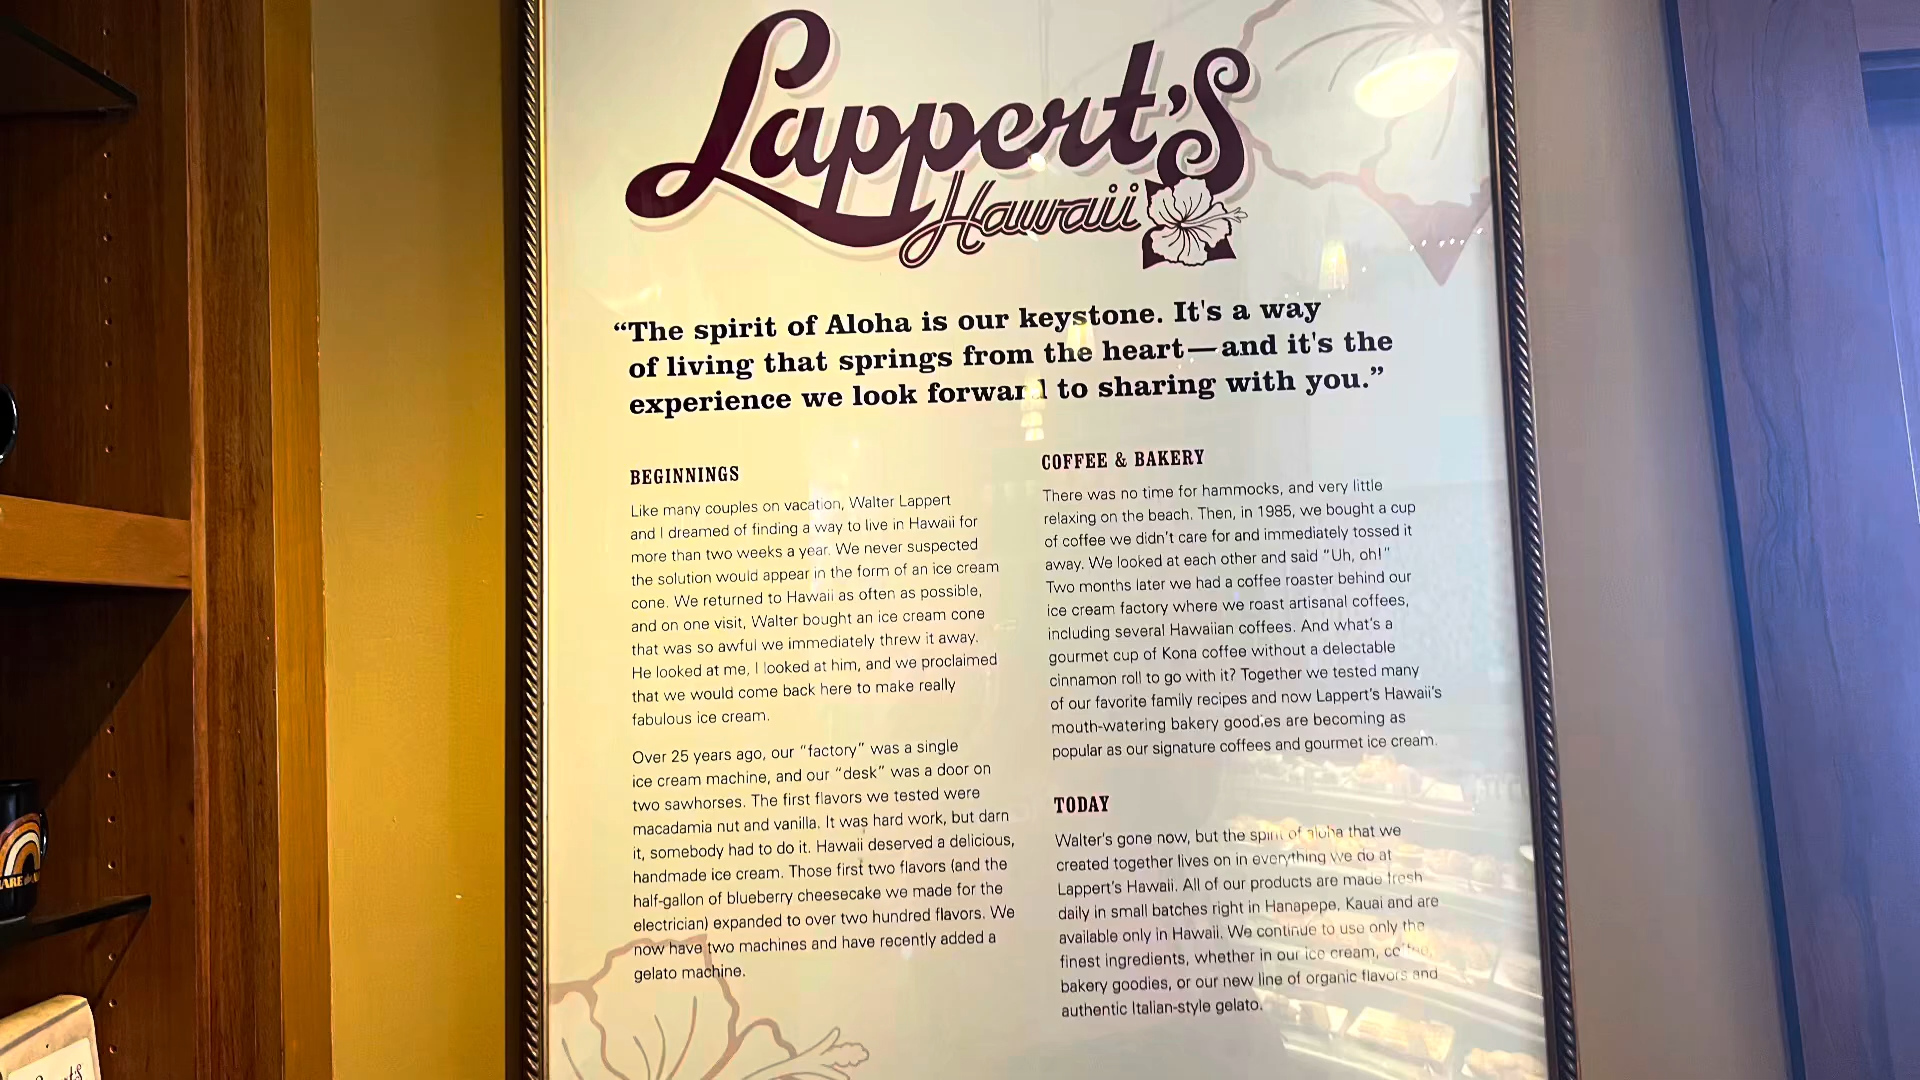 Lappert's
Hawaii
“The spirit of Aloha is our keystone. It's a way
of living that springs from the heart—and it's the
experience we look forward to sharing with you.”
BEGINNINGS
Like many couples on vacation, Walter Lappert
and I dreamed of finding a way to live in Hawaii for
more than two weeks a year. We never suspected
the solution would appear in the form of an ice cream
cone. We returned to Hawaii as often as possible,
and on one visit, Walter bought an ice cream cone
that was so awful we immediately threw it away.
He looked at me, I looked at him, and we proclaimed
that we would come back here to make really
fabulous ice cream.
Over 25 years ago, our “factory” was a single
ice cream machine, and our “desk” was a door on
two sawhorses. The first flavors we tested were
macadamia nut and vanilla. It was hard work, but darn
it, somebody had to do it. Hawaii deserved a delicious,
handmade ice cream. Those first two flavors (and the
half-gallon of blueberry cheesecake we made for the
electrician) expanded to over two hundred flavors. We
now have two machines and have recently added a
gelato machine.
COFFEE & BAKERY
There was no time for hammocks, and very little
relaxing on the beach. Then, in 1985, we bought a cup
of coffee we didn't care for and immediately tossed it
away. We looked at each other and said “Uh, oh!”
Two months later we had a coffee roaster behind our
ice cream factory where we roast artisanal coffees,
including several Hawaiian coffees. And what's a
gourmet cup of Kona coffee without a delectable
cinnamon roll to go with it? Together we tested many
of our favorite family recipes and now Lappert's Hawaii's
mouth-watering bakery goodies are becoming as
popular as our signature coffees and gourmet ice cream.
TODAY
Walter's gone now, but the spirit of aloha that we
created together lives on in everything we do at
Lappert's Hawaii. All of our products are made fresh
daily in small batches right in Hanapepe, Kauai and are
available only in Hawaii. We continue to use only the
finest ingredients, whether in our ice cream, coffee,
bakery goodies, or our new line of organic flavors and
authentic Italian-style gelato.